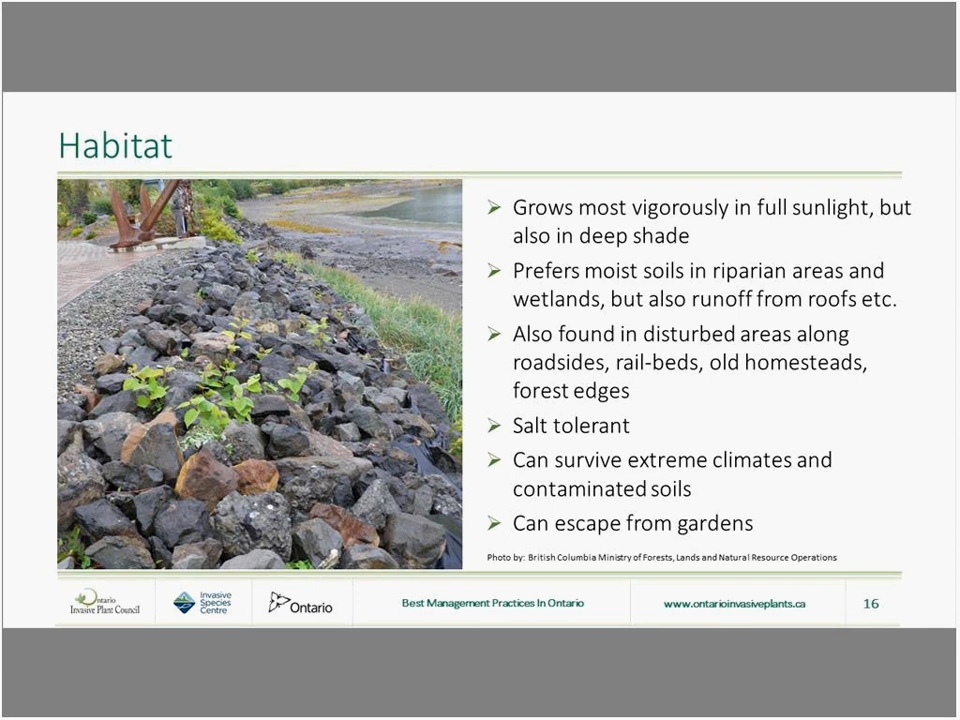 Habitat
Grows most vigorously in full sunlight, but
also in deep shade
Prefers moist soils in riparian areas and
wetlands, but also runoff from roofs etc.
Also found in disturbed areas along
roadsides, rail-beds, old homesteads,
forest edges
Salt tolerant
Can survive extreme climates and
contaminated soils
Can escape from gardens
Photo by: British Columbia Ministry of Forests, Lands and Natural Resource Operations
Ontario
Invasive Plant Council
Invasive
Species
Centre
Ontario
Best Management Practices In Ontario
www.ontarioinvasiveplants.ca
16